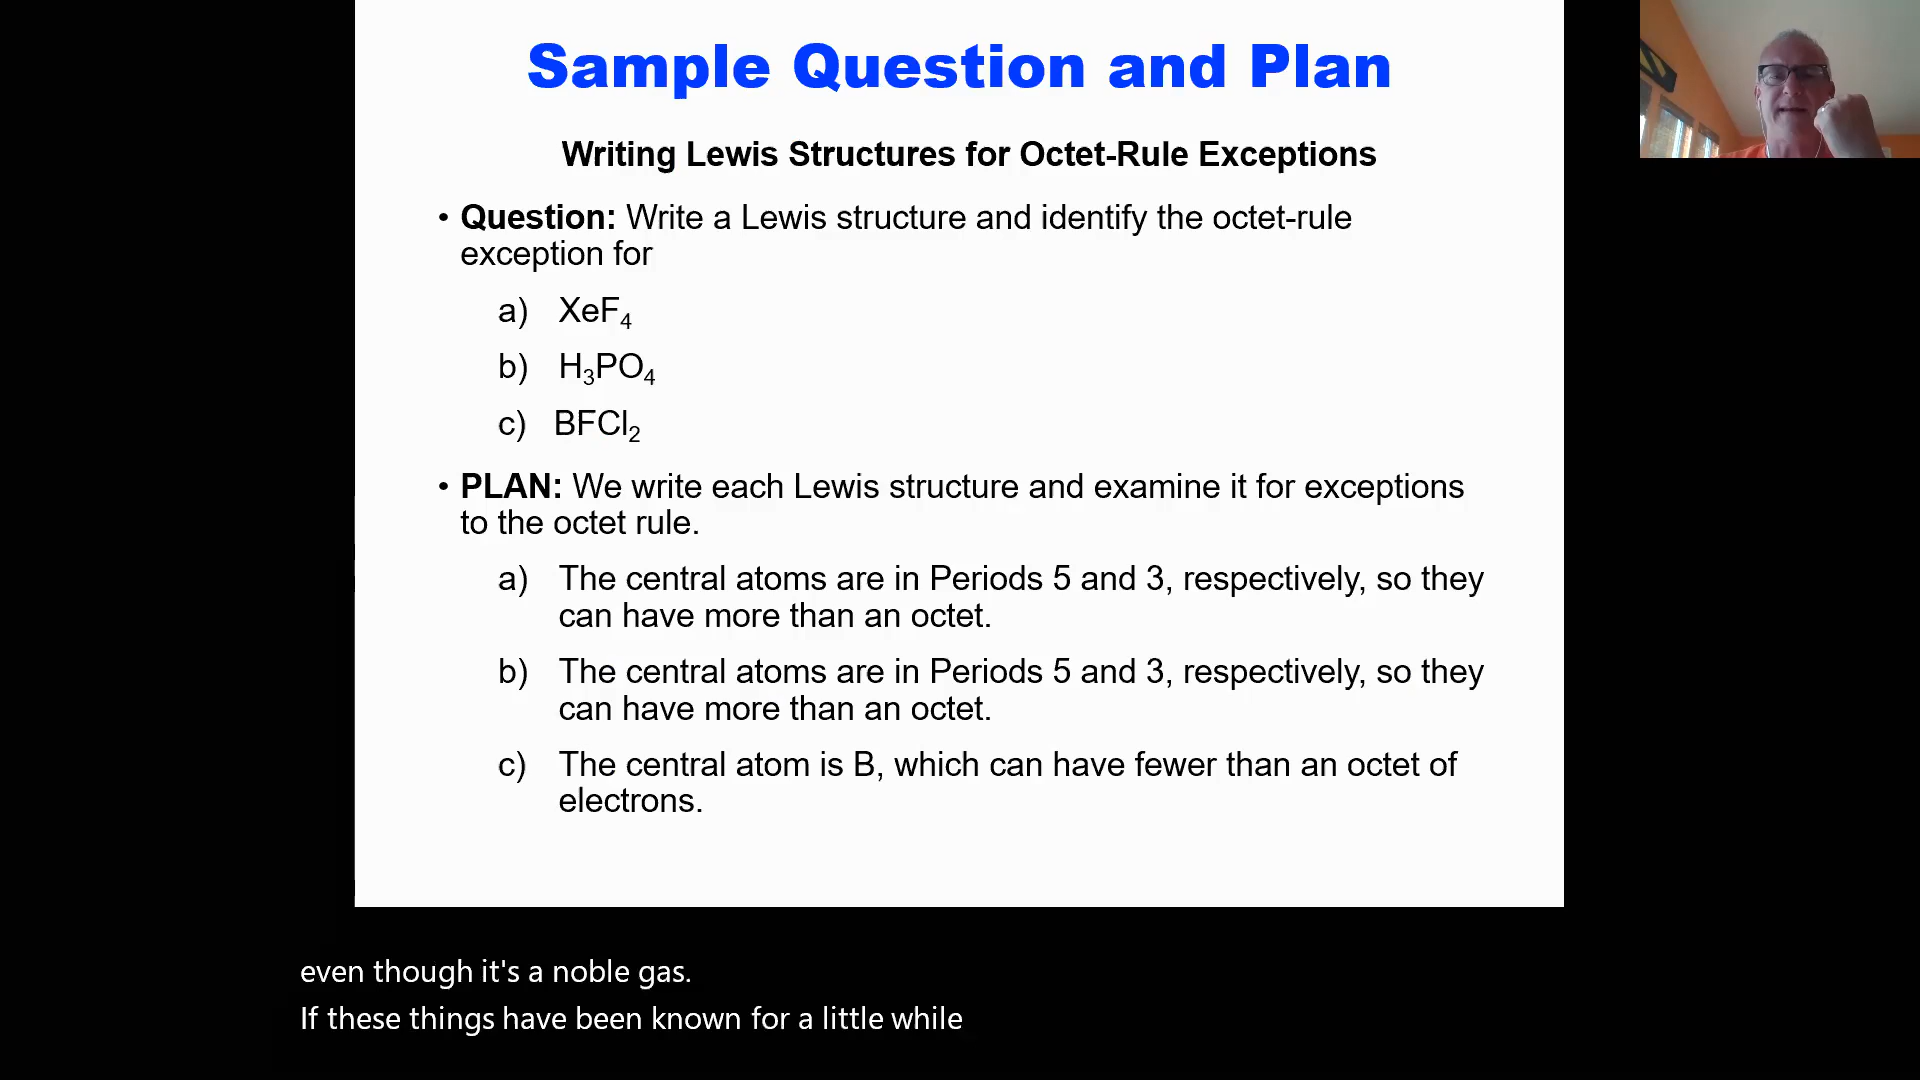 Sample Question and Plan
Writing Lewis Structures for Octet-Rule Exceptions
• Question: Write a Lewis structure and identify the octet-rule
exception for
a) XeF₄
b) H₃PO₄
c) BFCl₂
• PLAN: We write each Lewis structure and examine it for exceptions
to the octet rule.
a) The central atoms are in Periods 5 and 3, respectively, so they
can have more than an octet.
b) The central atoms are in Periods 5 and 3, respectively, so they
can have more than an octet.
c) The central atom is B, which can have fewer than an octet of
electrons.
even though it's a noble gas.
If these things have been known for a little while